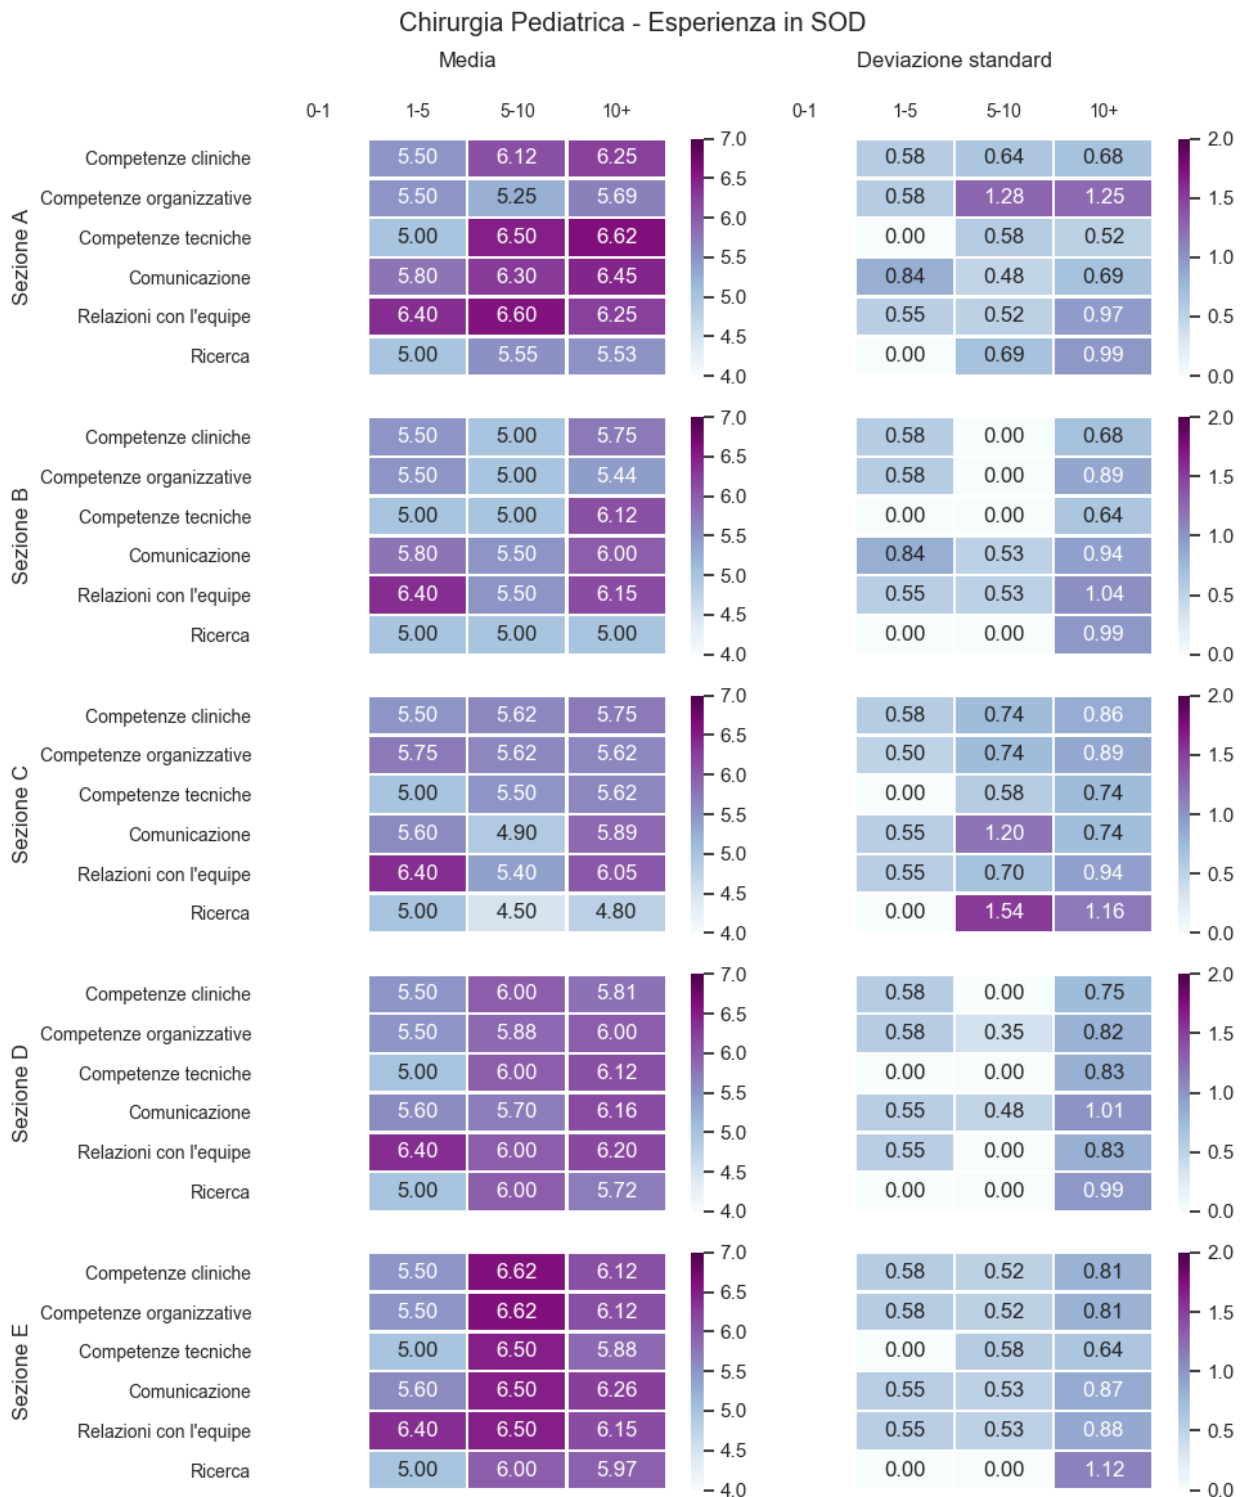 Chirurgia Pediatrica - Esperienza in SOD
Media Deviazione standard
0-1 1-5 5-10 10+ 0-1 1-5 5-10 10+
Sezione A
Competenze cliniche 5.50 6.12 6.25 0.58 0.64 0.68
Competenze organizzative 5.50 5.25 5.69 0.58 1.28 1.25
Competenze tecniche 5.00 6.50 6.62 0.00 0.58 0.52
Comunicazione 5.80 6.30 6.45 0.84 0.48 0.69
Relazioni con l'equipe 6.40 6.60 6.25 0.55 0.52 0.97
Ricerca 5.00 5.55 5.53 0.00 0.69 0.99
7.0 6.5 6.0 5.5 5.0 4.5 4.0
2.0 1.5 1.0 0.5 0.0
Sezione B
Competenze cliniche 5.50 5.00 5.75 0.58 0.00 0.68
Competenze organizzative 5.50 5.00 5.44 0.58 0.00 0.89
Competenze tecniche 5.00 5.00 6.12 0.00 0.00 0.64
Comunicazione 5.80 5.50 6.00 0.84 0.53 0.94
Relazioni con l'equipe 6.40 5.50 6.15 0.55 0.53 1.04
Ricerca 5.00 5.00 5.00 0.00 0.00 0.99
7.0 6.5 6.0 5.5 5.0 4.5 4.0
2.0 1.5 1.0 0.5 0.0
Sezione C
Competenze cliniche 5.50 5.62 5.75 0.58 0.74 0.86
Competenze organizzative 5.75 5.62 5.62 0.50 0.74 0.89
Competenze tecniche 5.00 5.50 5.62 0.00 0.58 0.74
Comunicazione 5.60 4.90 5.89 0.55 1.20 0.74
Relazioni con l'equipe 6.40 5.40 6.05 0.55 0.70 0.94
Ricerca 5.00 4.50 4.80 0.00 1.54 1.16
7.0 6.5 6.0 5.5 5.0 4.5 4.0
2.0 1.5 1.0 0.5 0.0
Sezione D
Competenze cliniche 5.50 6.00 5.81 0.58 0.00 0.75
Competenze organizzative 5.50 5.88 6.00 0.58 0.35 0.82
Competenze tecniche 5.00 6.00 6.12 0.00 0.00 0.83
Comunicazione 5.60 5.70 6.16 0.55 0.48 1.01
Relazioni con l'equipe 6.40 6.00 6.20 0.55 0.00 0.83
Ricerca 5.00 6.00 5.72 0.00 0.00 0.99
7.0 6.5 6.0 5.5 5.0 4.5 4.0
2.0 1.5 1.0 0.5 0.0
Sezione E
Competenze cliniche 5.50 6.62 6.12 0.58 0.52 0.81
Competenze organizzative 5.50 6.62 6.12 0.58 0.52 0.81
Competenze tecniche 5.00 6.50 5.88 0.00 0.58 0.64
Comunicazione 5.60 6.50 6.26 0.55 0.53 0.87
Relazioni con l'equipe 6.40 6.50 6.15 0.55 0.53 0.88
Ricerca 5.00 6.00 5.97 0.00 0.00 1.12
7.0 6.5 6.0 5.5 5.0 4.5 4.0
2.0 1.5 1.0 0.5 0.0